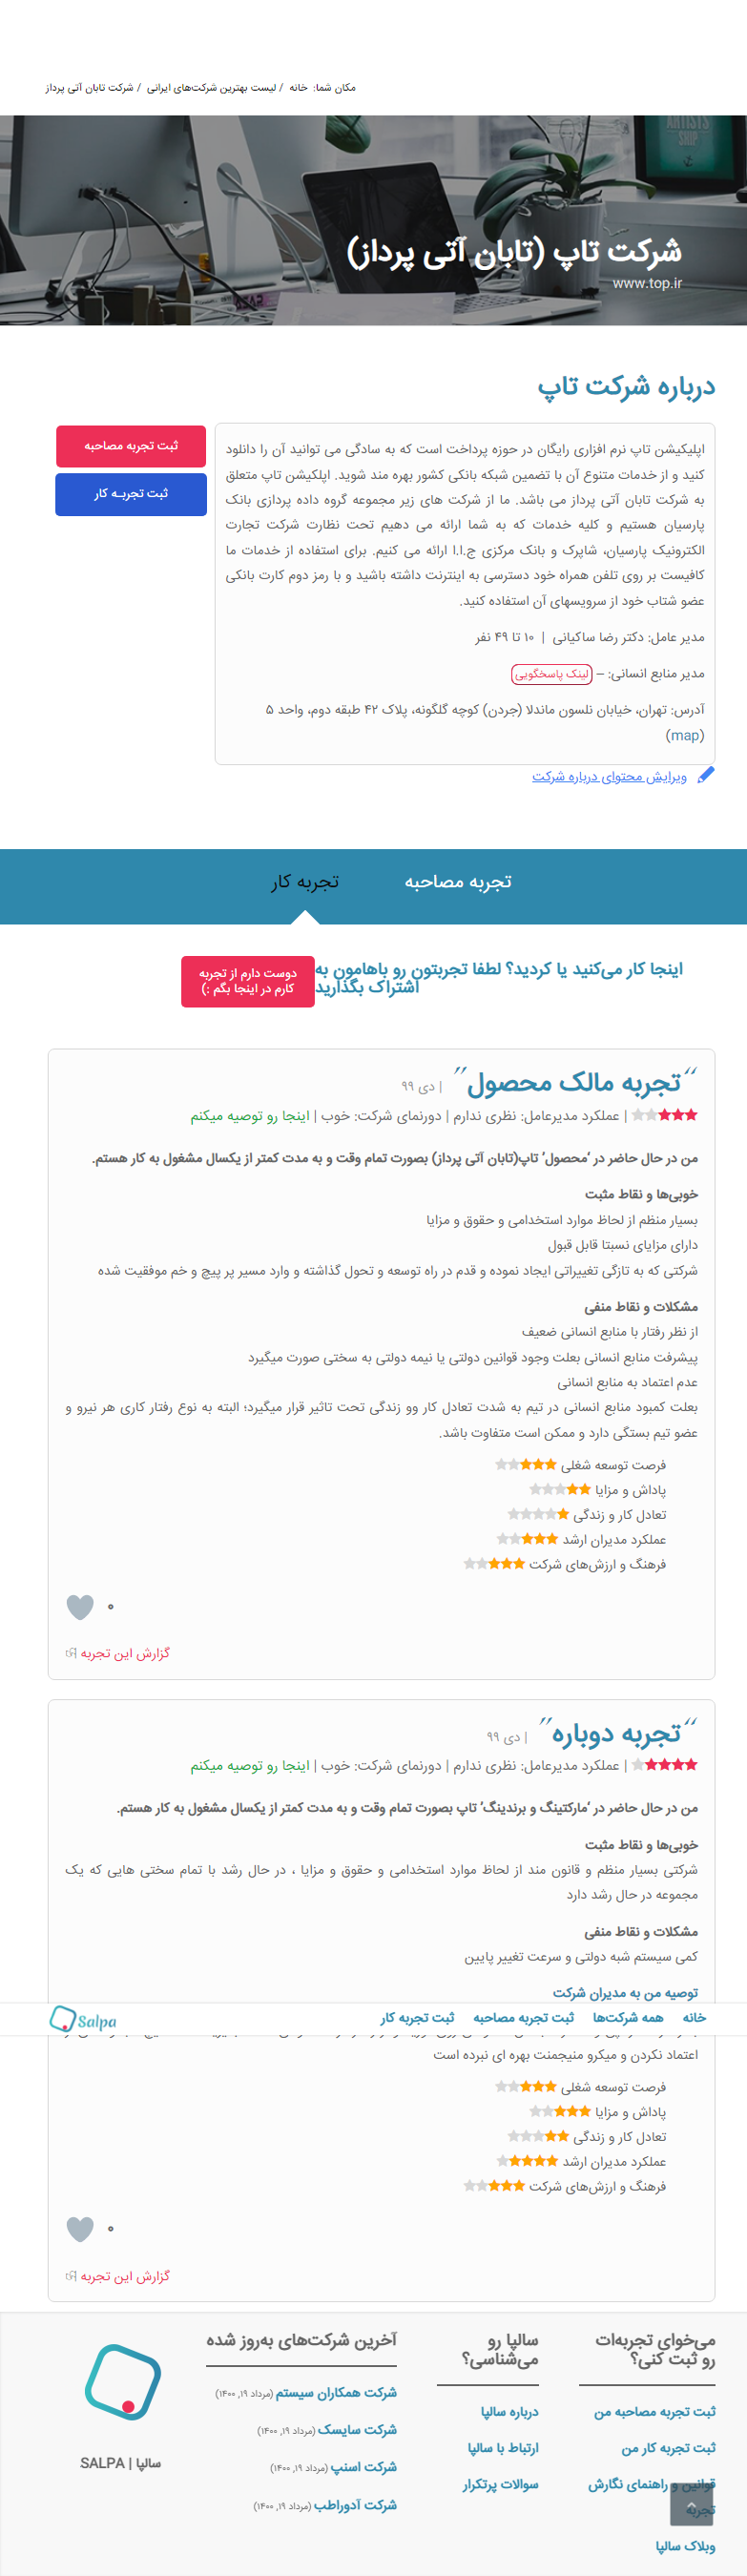 مکان شما: خانه / لیست بهترین شرکت‌های ایرانی / شرکت تابان آتی پرداز
ARTISTS
SKIP
شرکت تاپ (تابان آتی پرداز)
www.top.ir
درباره شرکت تاپ
ثبت تجربه مصاحبه
ثبت تجربـه کار
اپلیکیشن تاپ نرم افزاری رایگان در حوزه پرداخت است که به سادگی می توانید آن را دانلود
کنید و از خدمات متنوع آن با تضمین شبکه بانکی کشور بهره مند شوید. اپلکیشن تاپ متعلق
به شرکت تابان آتی پرداز می باشد. ما از شرکت های زیر مجموعه گروه داده پردازی بانک
پارسیان هستیم و کلیه خدمات که به شما ارائه می دهیم تحت نظارت شرکت تجارت
الکترونیک پارسیان، شاپرک و بانک مرکزی ج.ا.ا ارائه می کنیم. برای استفاده از خدمات ما
کافیست بر روی تلفن همراه خود دسترسی به اینترنت داشته باشید و با رمز دوم کارت بانکی
عضو شتاب خود از سرویسهای آن استفاده کنید.
مدیر عامل: دکتر رضا ساکیانی | ۱۰ تا ۴۹ نفر
مدیر منابع انسانی: – لینک پاسخگویی
آدرس: تهران، خیابان نلسون ماندلا (جردن) کوچه گلگونه، پلاک ۴۲ طبقه دوم، واحد ۵
(map)
ویرایش محتوای درباره شرکت
تجربه مصاحبه
تجربه کار
اینجا کار می‌کنید یا کردید؟ لطفا تجربتون رو باهامون به
اشتراک بگذارید
دوست دارم از تجربه
کارم در اینجا بگم :)
“تجربه مالک محصول” | دی ۹۹
| عملکرد مدیرعامل: نظری ندارم | دورنمای شرکت: خوب | اینجا رو توصیه میکنم
من در حال حاضر در ‘محصول’ تاپ(تابان آتی پرداز) بصورت تمام وقت و به مدت کمتر از یکسال مشغول به کار هستم.
خوبی‌ها و نقاط مثبت
بسیار منظم از لحاظ موارد استخدامی و حقوق و مزایا
دارای مزایای نسبتا قابل قبول
شرکتی که به تازگی تغییراتی ایجاد نموده و قدم در راه توسعه و تحول گذاشته و وارد مسیر پر پیچ و خم موفقیت شده
مشکلات و نقاط منفی
از نظر رفتار با منابع انسانی ضعیف
پیشرفت منابع انسانی بعلت وجود قوانین دولتی یا نیمه دولتی به سختی صورت میگیرد
عدم اعتماد به منابع انسانی
بعلت کمبود منابع انسانی در تیم به شدت تعادل کار وو زندگی تحت تاثیر قرار میگیرد؛ البته به نوع رفتار کاری هر نیرو و
عضو تیم بستگی دارد و ممکن است متفاوت باشد.
فرصت توسعه شغلی
پاداش و مزایا
تعادل کار و زندگی
عملکرد مدیران ارشد
فرهنگ و ارزش‌های شرکت
۰
گزارش این تجربه
“تجربه دوباره” | دی ۹۹
| عملکرد مدیرعامل: نظری ندارم | دورنمای شرکت: خوب | اینجا رو توصیه میکنم
من در حال حاضر در ‘مارکتینگ و برندینگ’ تاپ بصورت تمام وقت و به مدت کمتر از یکسال مشغول به کار هستم.
خوبی‌ها و نقاط مثبت
شرکتی بسیار منظم و قانون مند از لحاظ موارد استخدامی و حقوق و مزایا ، در حال رشد با تمام سختی هایی که یک
مجموعه در حال رشد دارد
مشکلات و نقاط منفی
کمی سیستم شبه دولتی و سرعت تغییر پایین
توصیه من به مدیران شرکت
خانه
همه شرکت‌ها
ثبت تجربه مصاحبه
ثبت تجربه کار
Salpa
اعتماد نکردن و میکرو منیجمنت بهره ای نبرده است
فرصت توسعه شغلی
پاداش و مزایا
تعادل کار و زندگی
عملکرد مدیران ارشد
فرهنگ و ارزش‌های شرکت
۰
گزارش این تجربه
می‌خوای تجربه‌ات
رو ثبت کنی؟
ثبت تجربه مصاحبه من
ثبت تجربه کار من
قوانین و راهنمای نگارش
تجربه
وبلاگ سالپا
سالپا رو
می‌شناسی؟
درباره سالپا
ارتباط با سالپا
سوالات پرتکرار
آخرین شرکت‌های به‌روز شده
شرکت همکاران سیستم (مرداد ۱۹, ۱۴۰۰)
شرکت سایسک (مرداد ۱۹, ۱۴۰۰)
شرکت اسنپ (مرداد ۱۹, ۱۴۰۰)
شرکت آدوراطب (مرداد ۱۹, ۱۴۰۰)
سالپا | SALPA